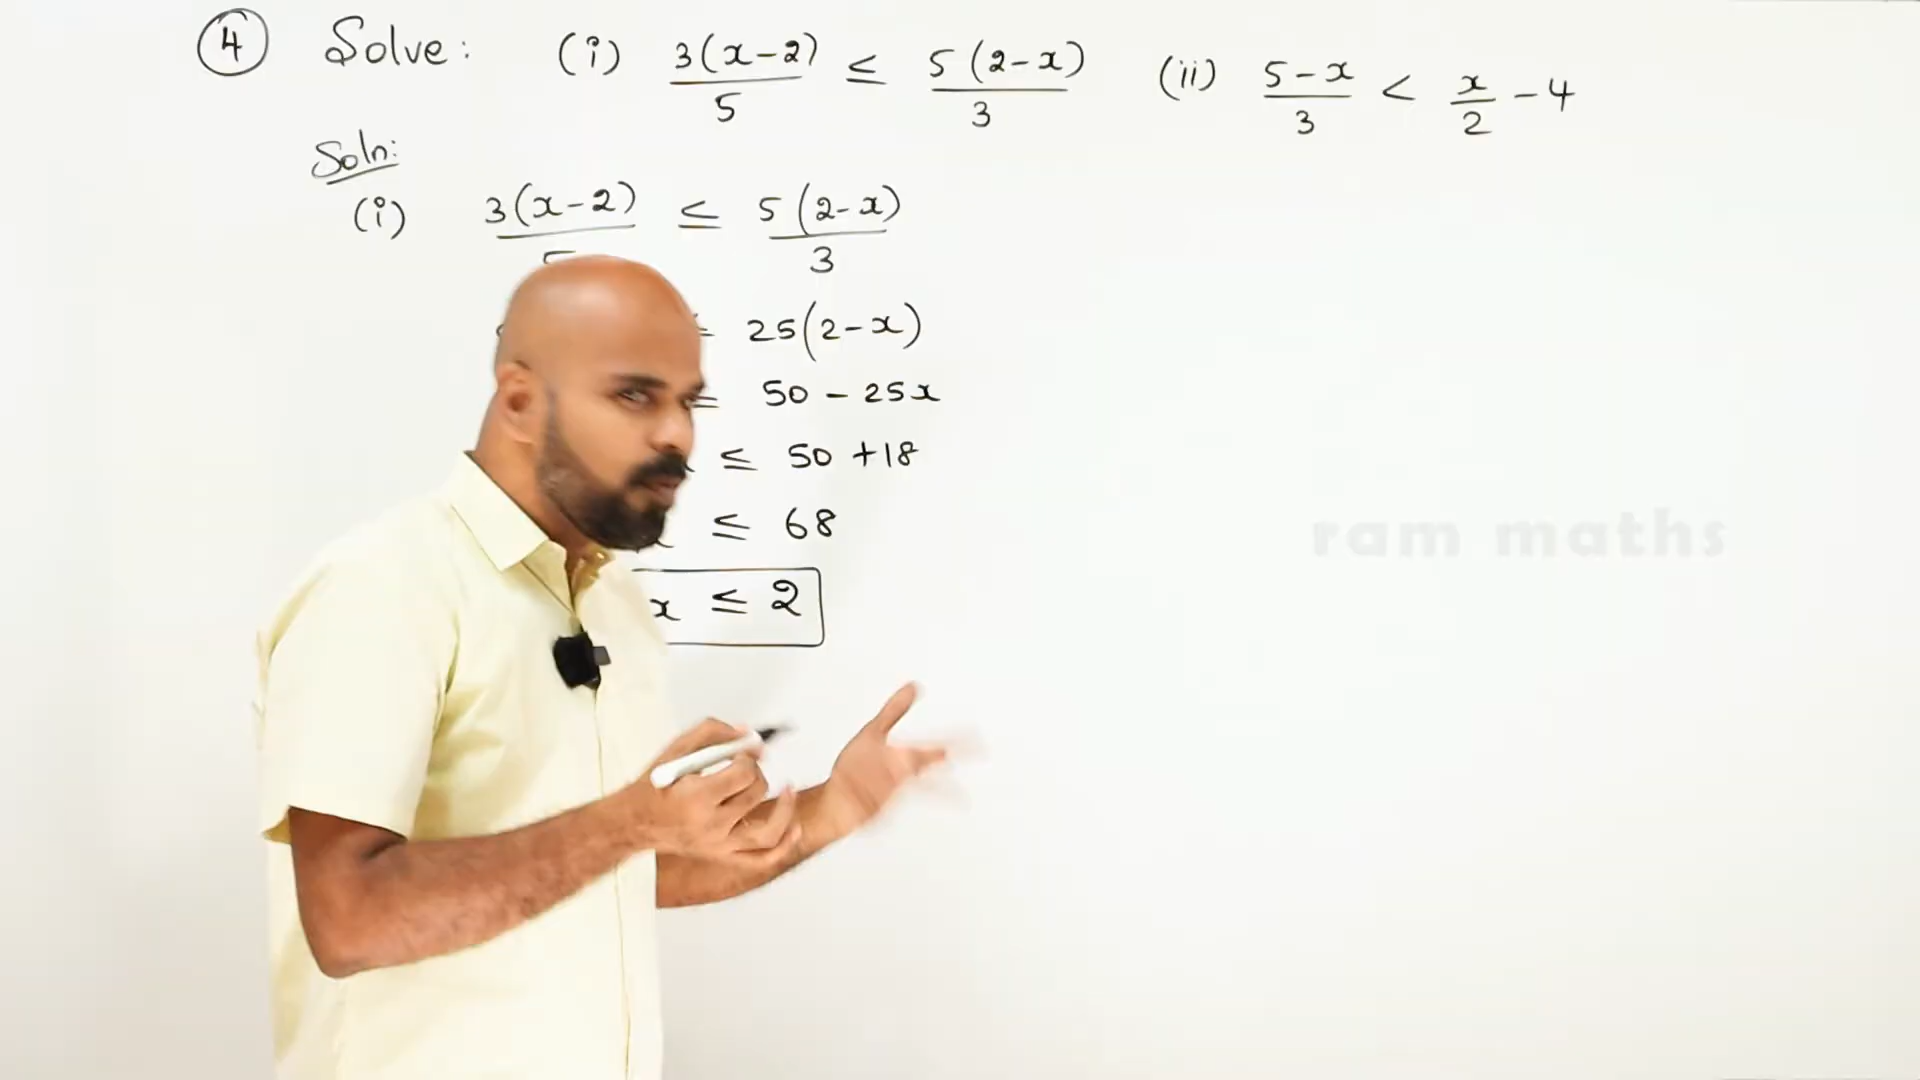 4 Solve: (i) 3(x-2)/5 ≤ 5(2-x)/3 (ii) 5-x/3 < x/2 - 4
Soln:
(i) 3(x-2)/5 ≤ 5(2-x)/3
25(2-x)
50 - 25x
≤ 50 +18
≤ 68
x ≤ 2
ram maths